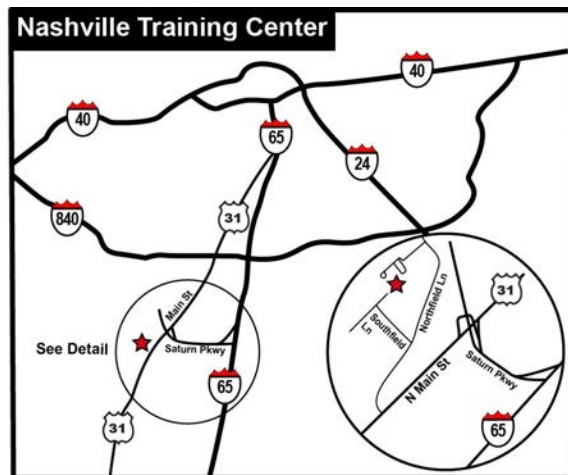 Nashville Training Center
40
40
65
24
31
840
31
Main St
Northfield Ln
Southfield
Ln
See Detail
Saturn Pkwy
N Main St
Saturn Pkwy
65
65
31